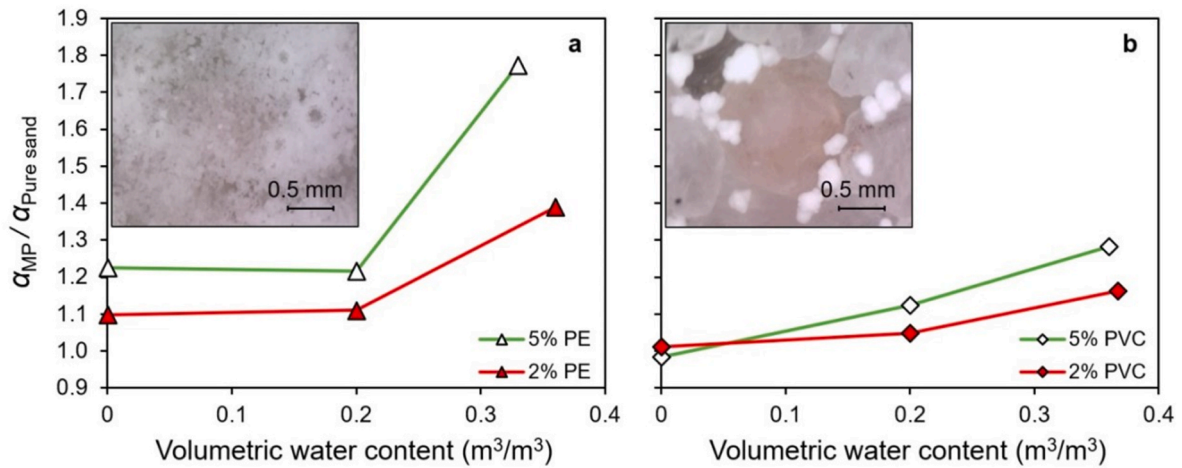 αMP / αPure sand
1.9
1.8
1.7
1.6
1.5
1.4
1.3
1.2
1.1
1.0
0.9
a
0.5 mm
5% PE
2% PE
0
0.1
0.2
0.3
0.4
Volumetric water content (m³/m³)
b
0.5 mm
5% PVC
2% PVC
0
0.1
0.2
0.3
0.4
Volumetric water content (m³/m³)